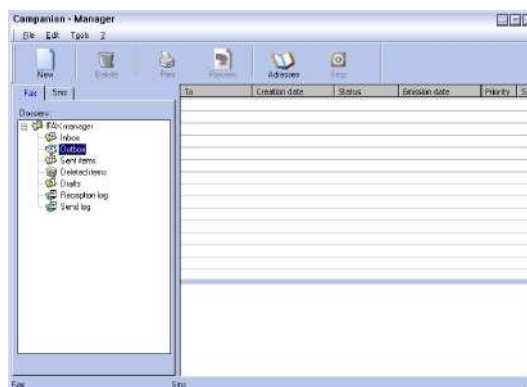 Companion - Manager
File Edit Tools ?
New Delete Print Preview Adresses Stop
Fax Sms
To Creation date Status Emission date Priority S
Dossiers
FAX manager
Inbox
Outbox
Sent items
Deleted items
Drafts
Reception log
Send log
Fax Sms